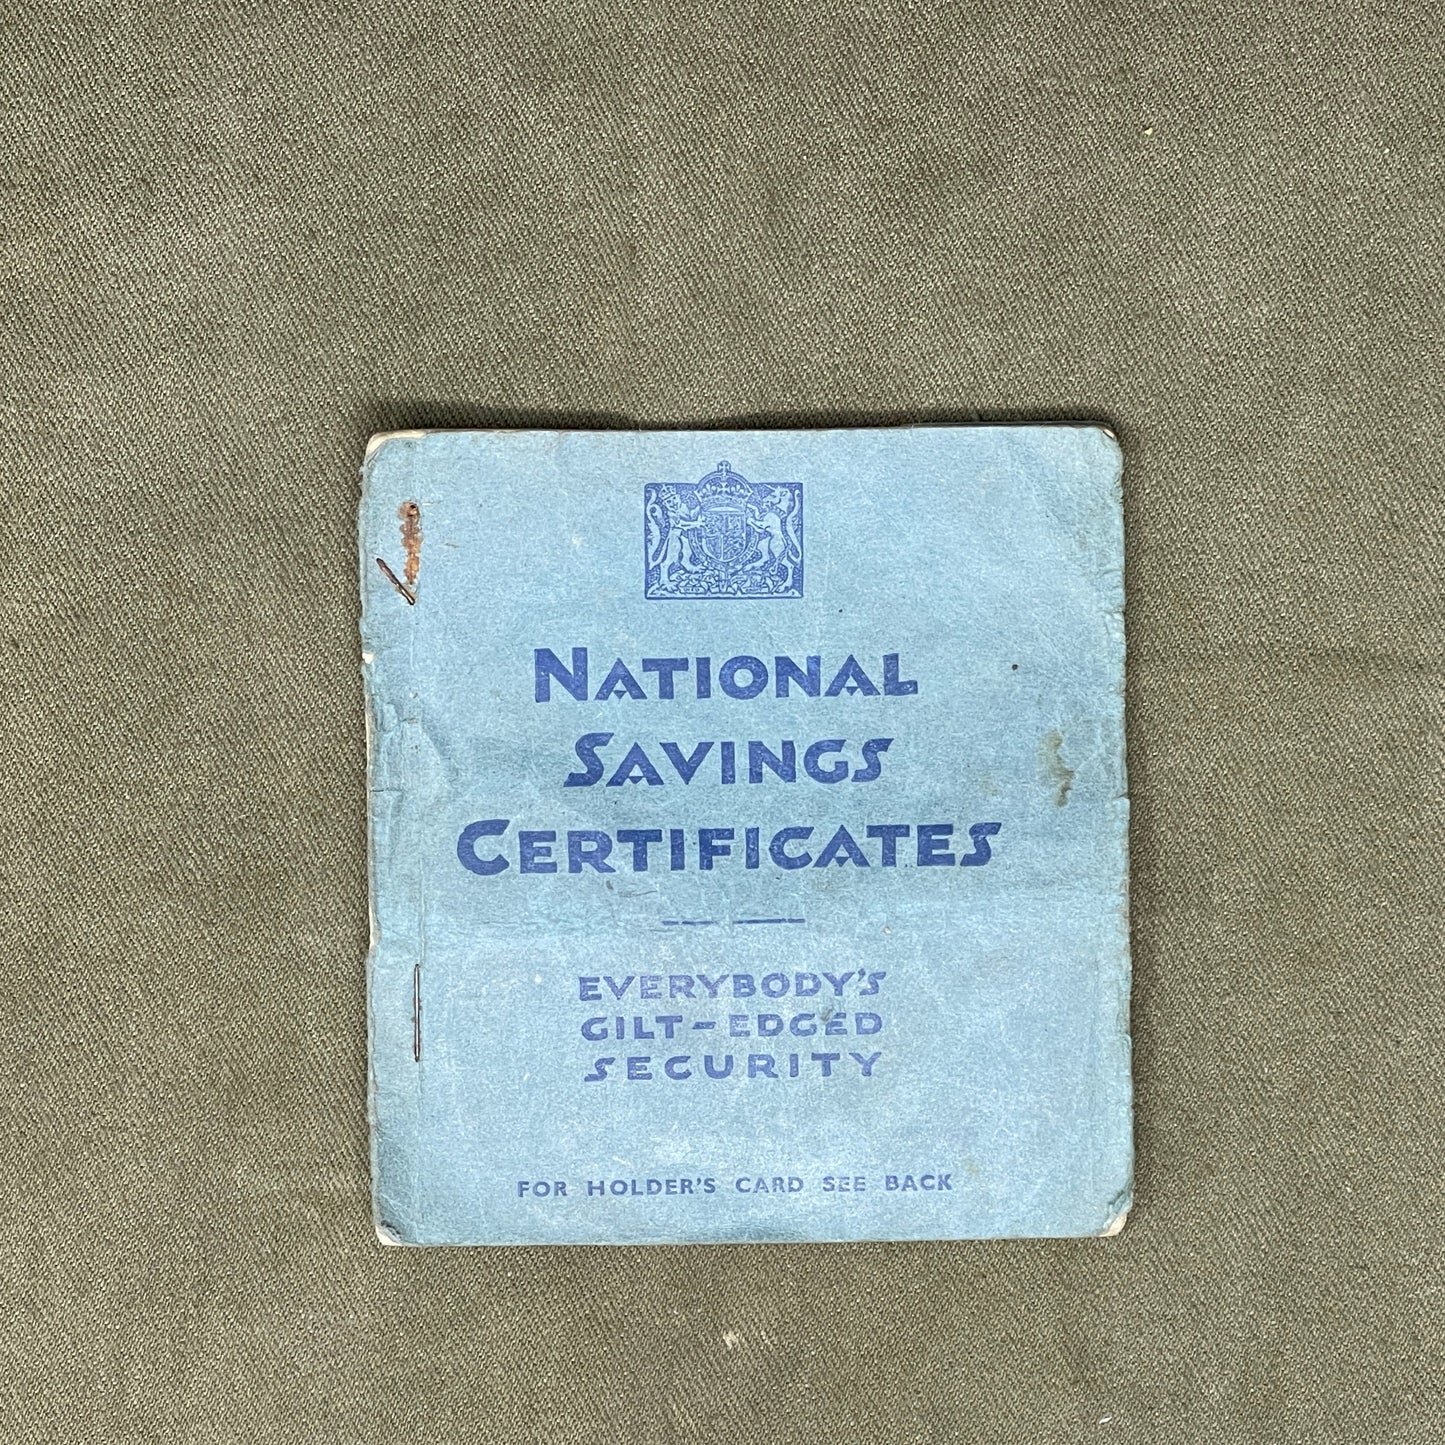 NATIONAL
SAVINGS
CERTIFICATES
EVERYBODY'S
GILT-EDGED
SECURITY
FOR HOLDER'S CARD SEE BACK